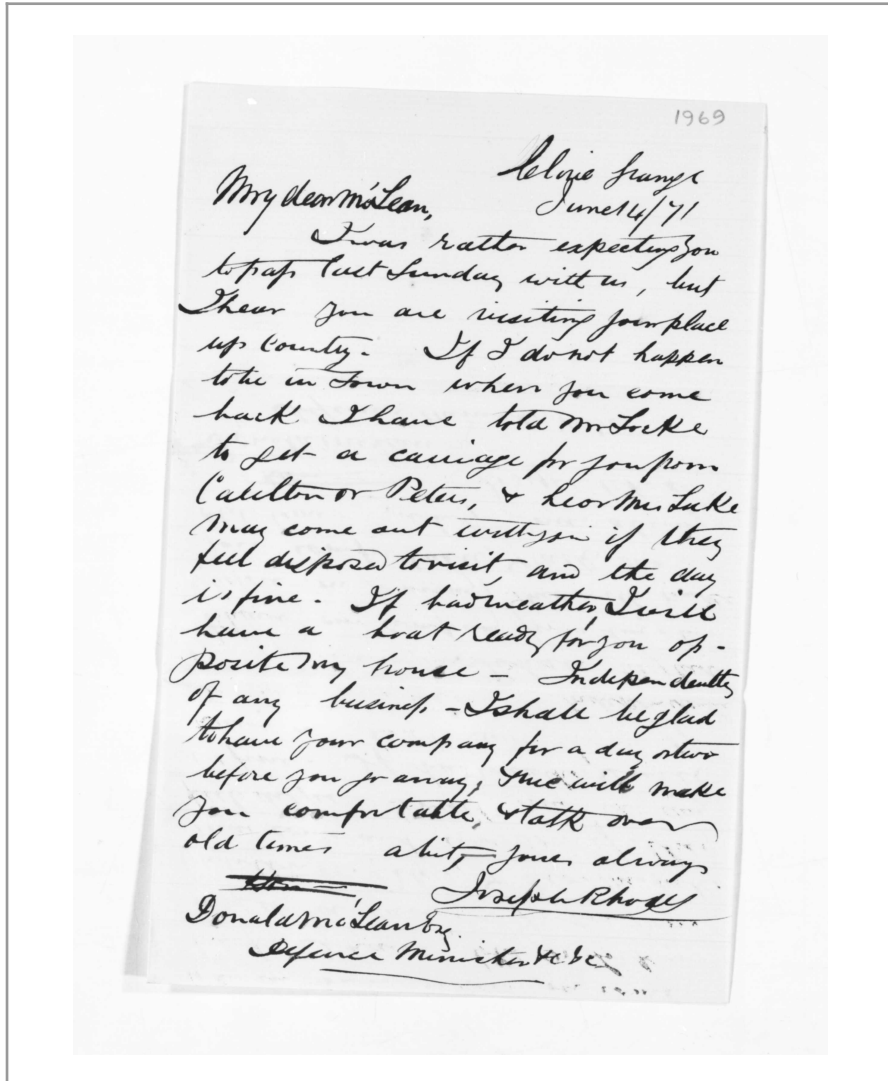 1969
Clive Grange
June 14/71
My dear McLean,
I was rather expecting you
to pass last Sunday with us, but
I hear you are visiting your place
up country. If I do not happen
to be in Town when you come
back I have told Mr Locke
to get a carriage for you from
or Peters, & he or Mrs Locke
may come out with you if they
feel disposed to visit, and the day
is fine. If bad weather, I will
have a boat ready for you op-
posite my house - Independently
of any business - I shall be glad
to have your company for a day or two
before you go away, & we will make
you comfortable, & talk over
old times a bit, yours always
Joseph Rhodes
Donald McLean Esq
Defence Minister &c &c